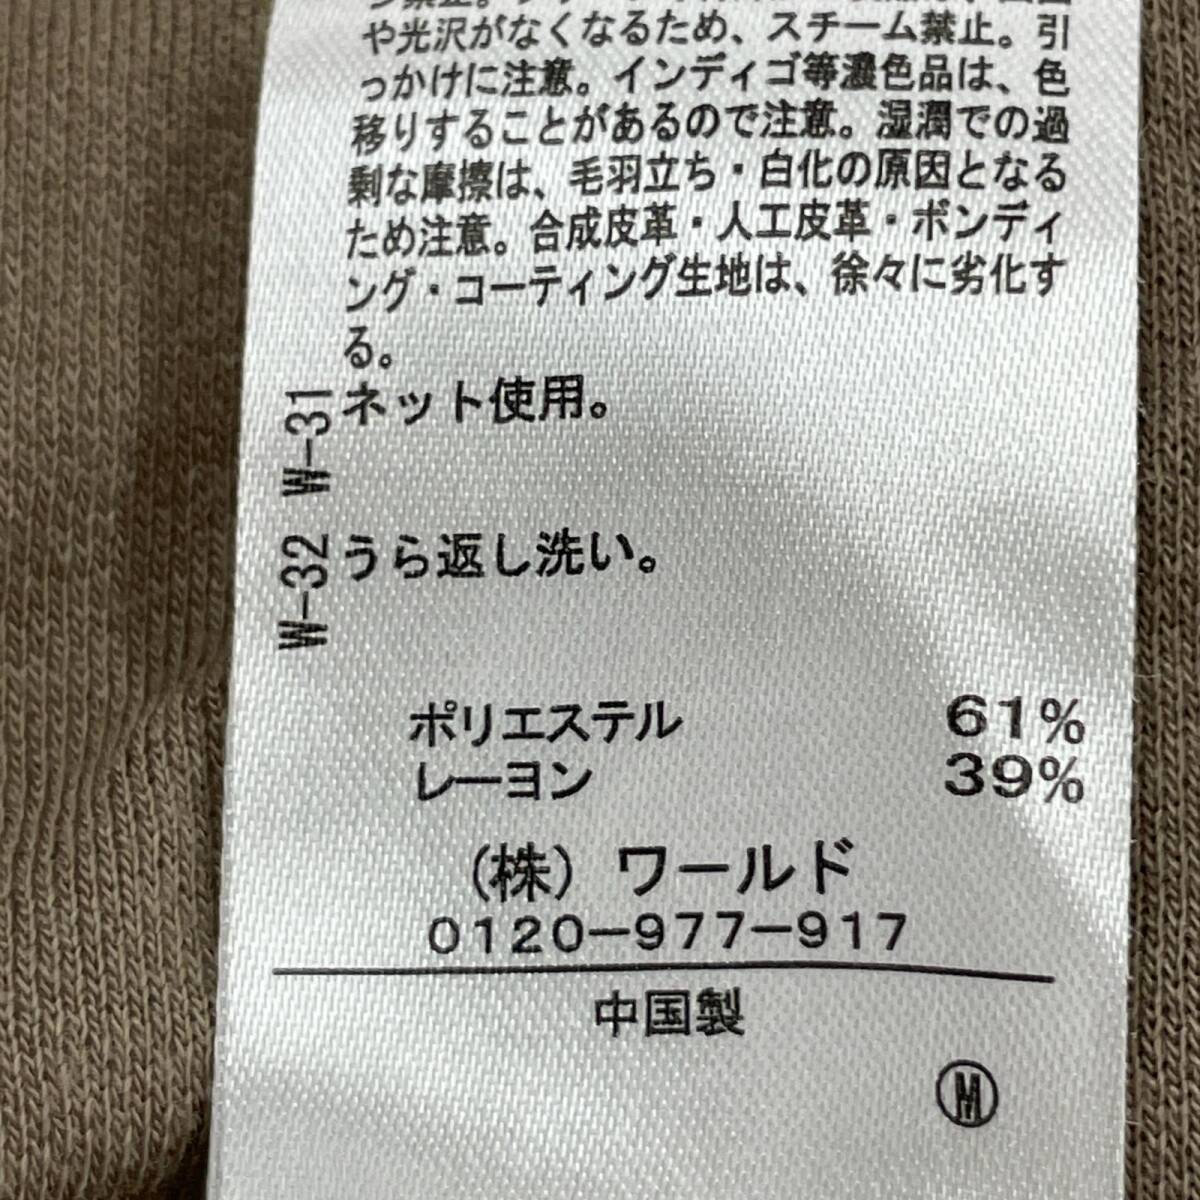 や光沢がなくなるため、スチーム禁止。引
っかけに注意。インディゴ等濃色品は、色
移りすることがあるので注意。湿潤での過
剰な摩擦は、毛羽立ち・白化の原因となる
ため注意。合成皮革・人工皮革・ボンディ
ング・コーティング生地は、徐々に劣化す
る。
W-31 ネット使用。
W-32 うら返し洗い。
ポリエステル 61%
レーヨン 39%
(株) ワールド
0120-977-917
中国製
M